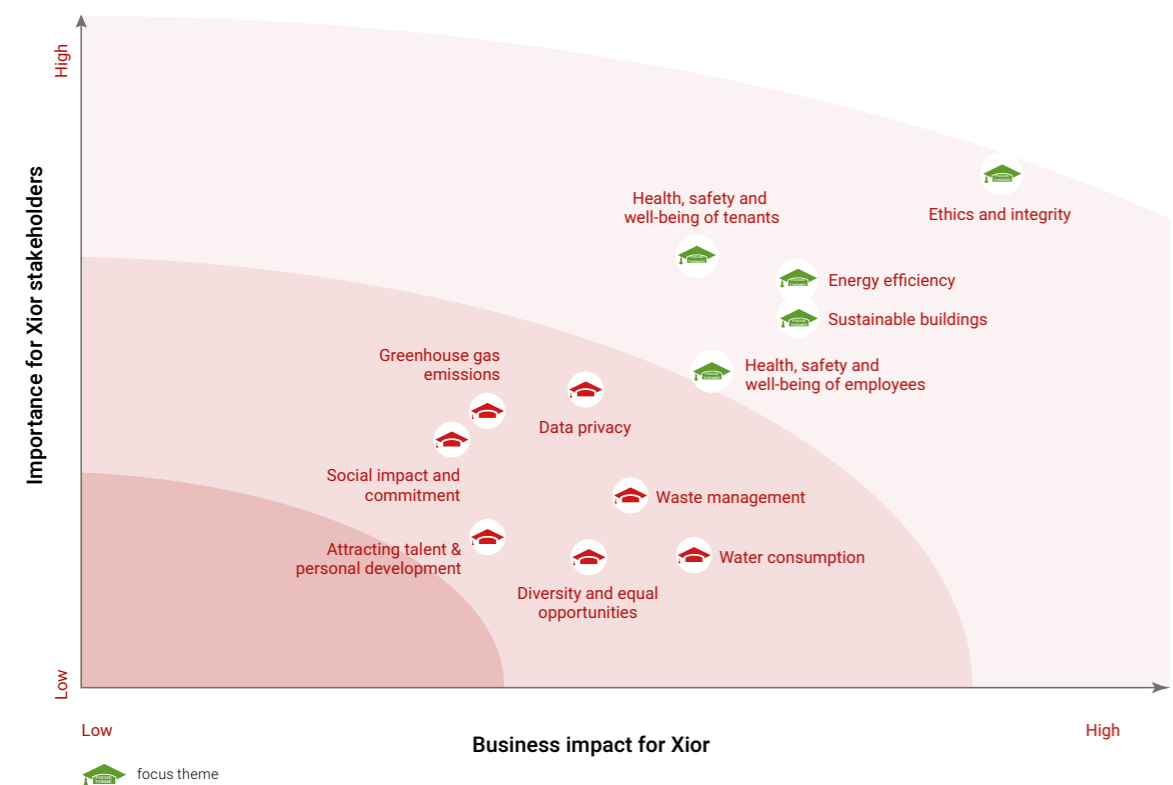 High
Importance for Xior stakeholders
Low
Health, safety and
well-being of tenants
Ethics and integrity
Energy efficiency
Sustainable buildings
Health, safety and
well-being of employees
Greenhouse gas
emissions
Data privacy
Social impact and
commitment
Waste management
Attracting talent &
personal development
Water consumption
Diversity and equal
opportunities
Low
Business impact for Xior
High
FOCUS
THEME
focus theme